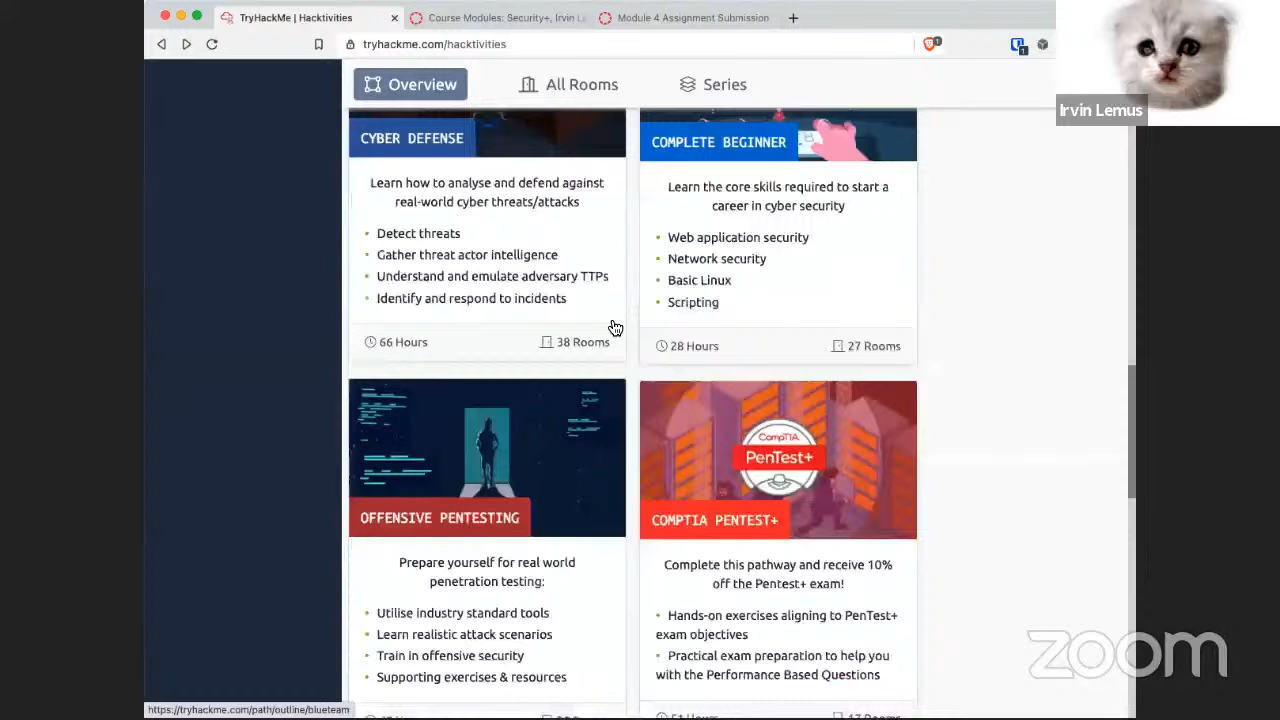 TryHackMe | Hacktivities
Course Modules: Security+, Irvin L
Module 4 Assignment Submission
tryhackme.com/hacktivities
1
1
Irvin Lemus
Overview
All Rooms
Series
CYBER DEFENSE
Learn how to analyse and defend against
real-world cyber threats/attacks
Detect threats
Gather threat actor intelligence
Understand and emulate adversary TTPs
Identify and respond to incidents
66 Hours
38 Rooms
COMPLETE BEGINNER
Learn the core skills required to start a
career in cyber security
Web application security
Network security
Basic Linux
Scripting
28 Hours
27 Rooms
OFFENSIVE PENTESTING
Prepare yourself for real world
penetration testing:
Utilise industry standard tools
Learn realistic attack scenarios
Train in offensive security
Supporting exercises & resources
CompTIA
PenTest+
COMPTIA PENTEST+
Complete this pathway and receive 10%
off the Pentest+ exam!
Hands-on exercises aligning to PenTest+
exam objectives
Practical exam preparation to help you
with the Performance Based Questions
51 Hours
https://tryhackme.com/path/outline/blueteam
zoom